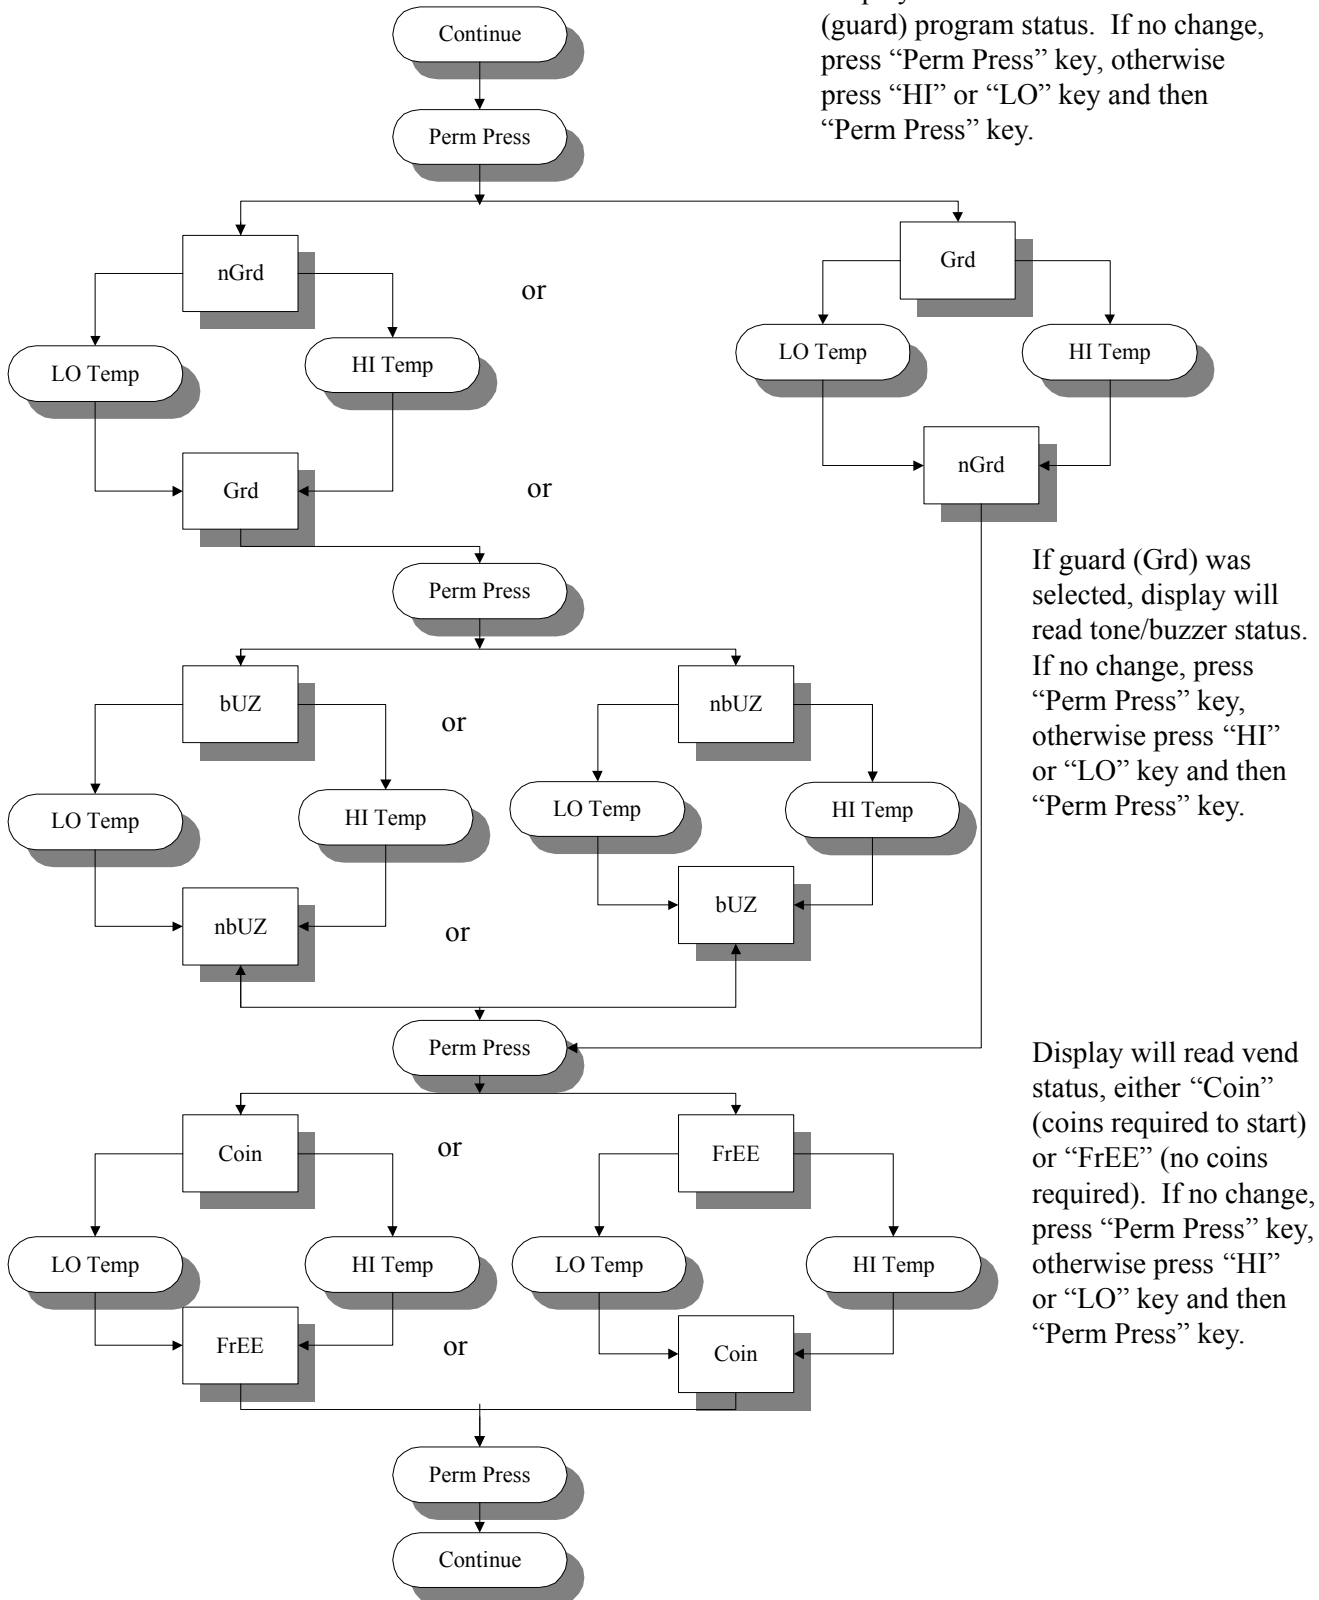 (guard) program status. If no change,
press “Perm Press” key, otherwise
press “HI” or “LO” key and then
“Perm Press” key.
Continue
Perm Press
nGrd
or
Grd
LO Temp
HI Temp
LO Temp
HI Temp
Grd
or
nGrd
Perm Press
If guard (Grd) was
selected, display will
read tone/buzzer status.
If no change, press
“Perm Press” key,
otherwise press “HI”
or “LO” key and then
“Perm Press” key.
bUZ
or
nbUZ
LO Temp
HI Temp
LO Temp
HI Temp
nbUZ
or
bUZ
Perm Press
Display will read vend
status, either “Coin”
(coins required to start)
or “FrEE” (no coins
required). If no change,
press “Perm Press” key,
otherwise press “HI”
or “LO” key and then
“Perm Press” key.
Coin
or
FrEE
LO Temp
HI Temp
LO Temp
HI Temp
FrEE
or
Coin
Perm Press
Continue